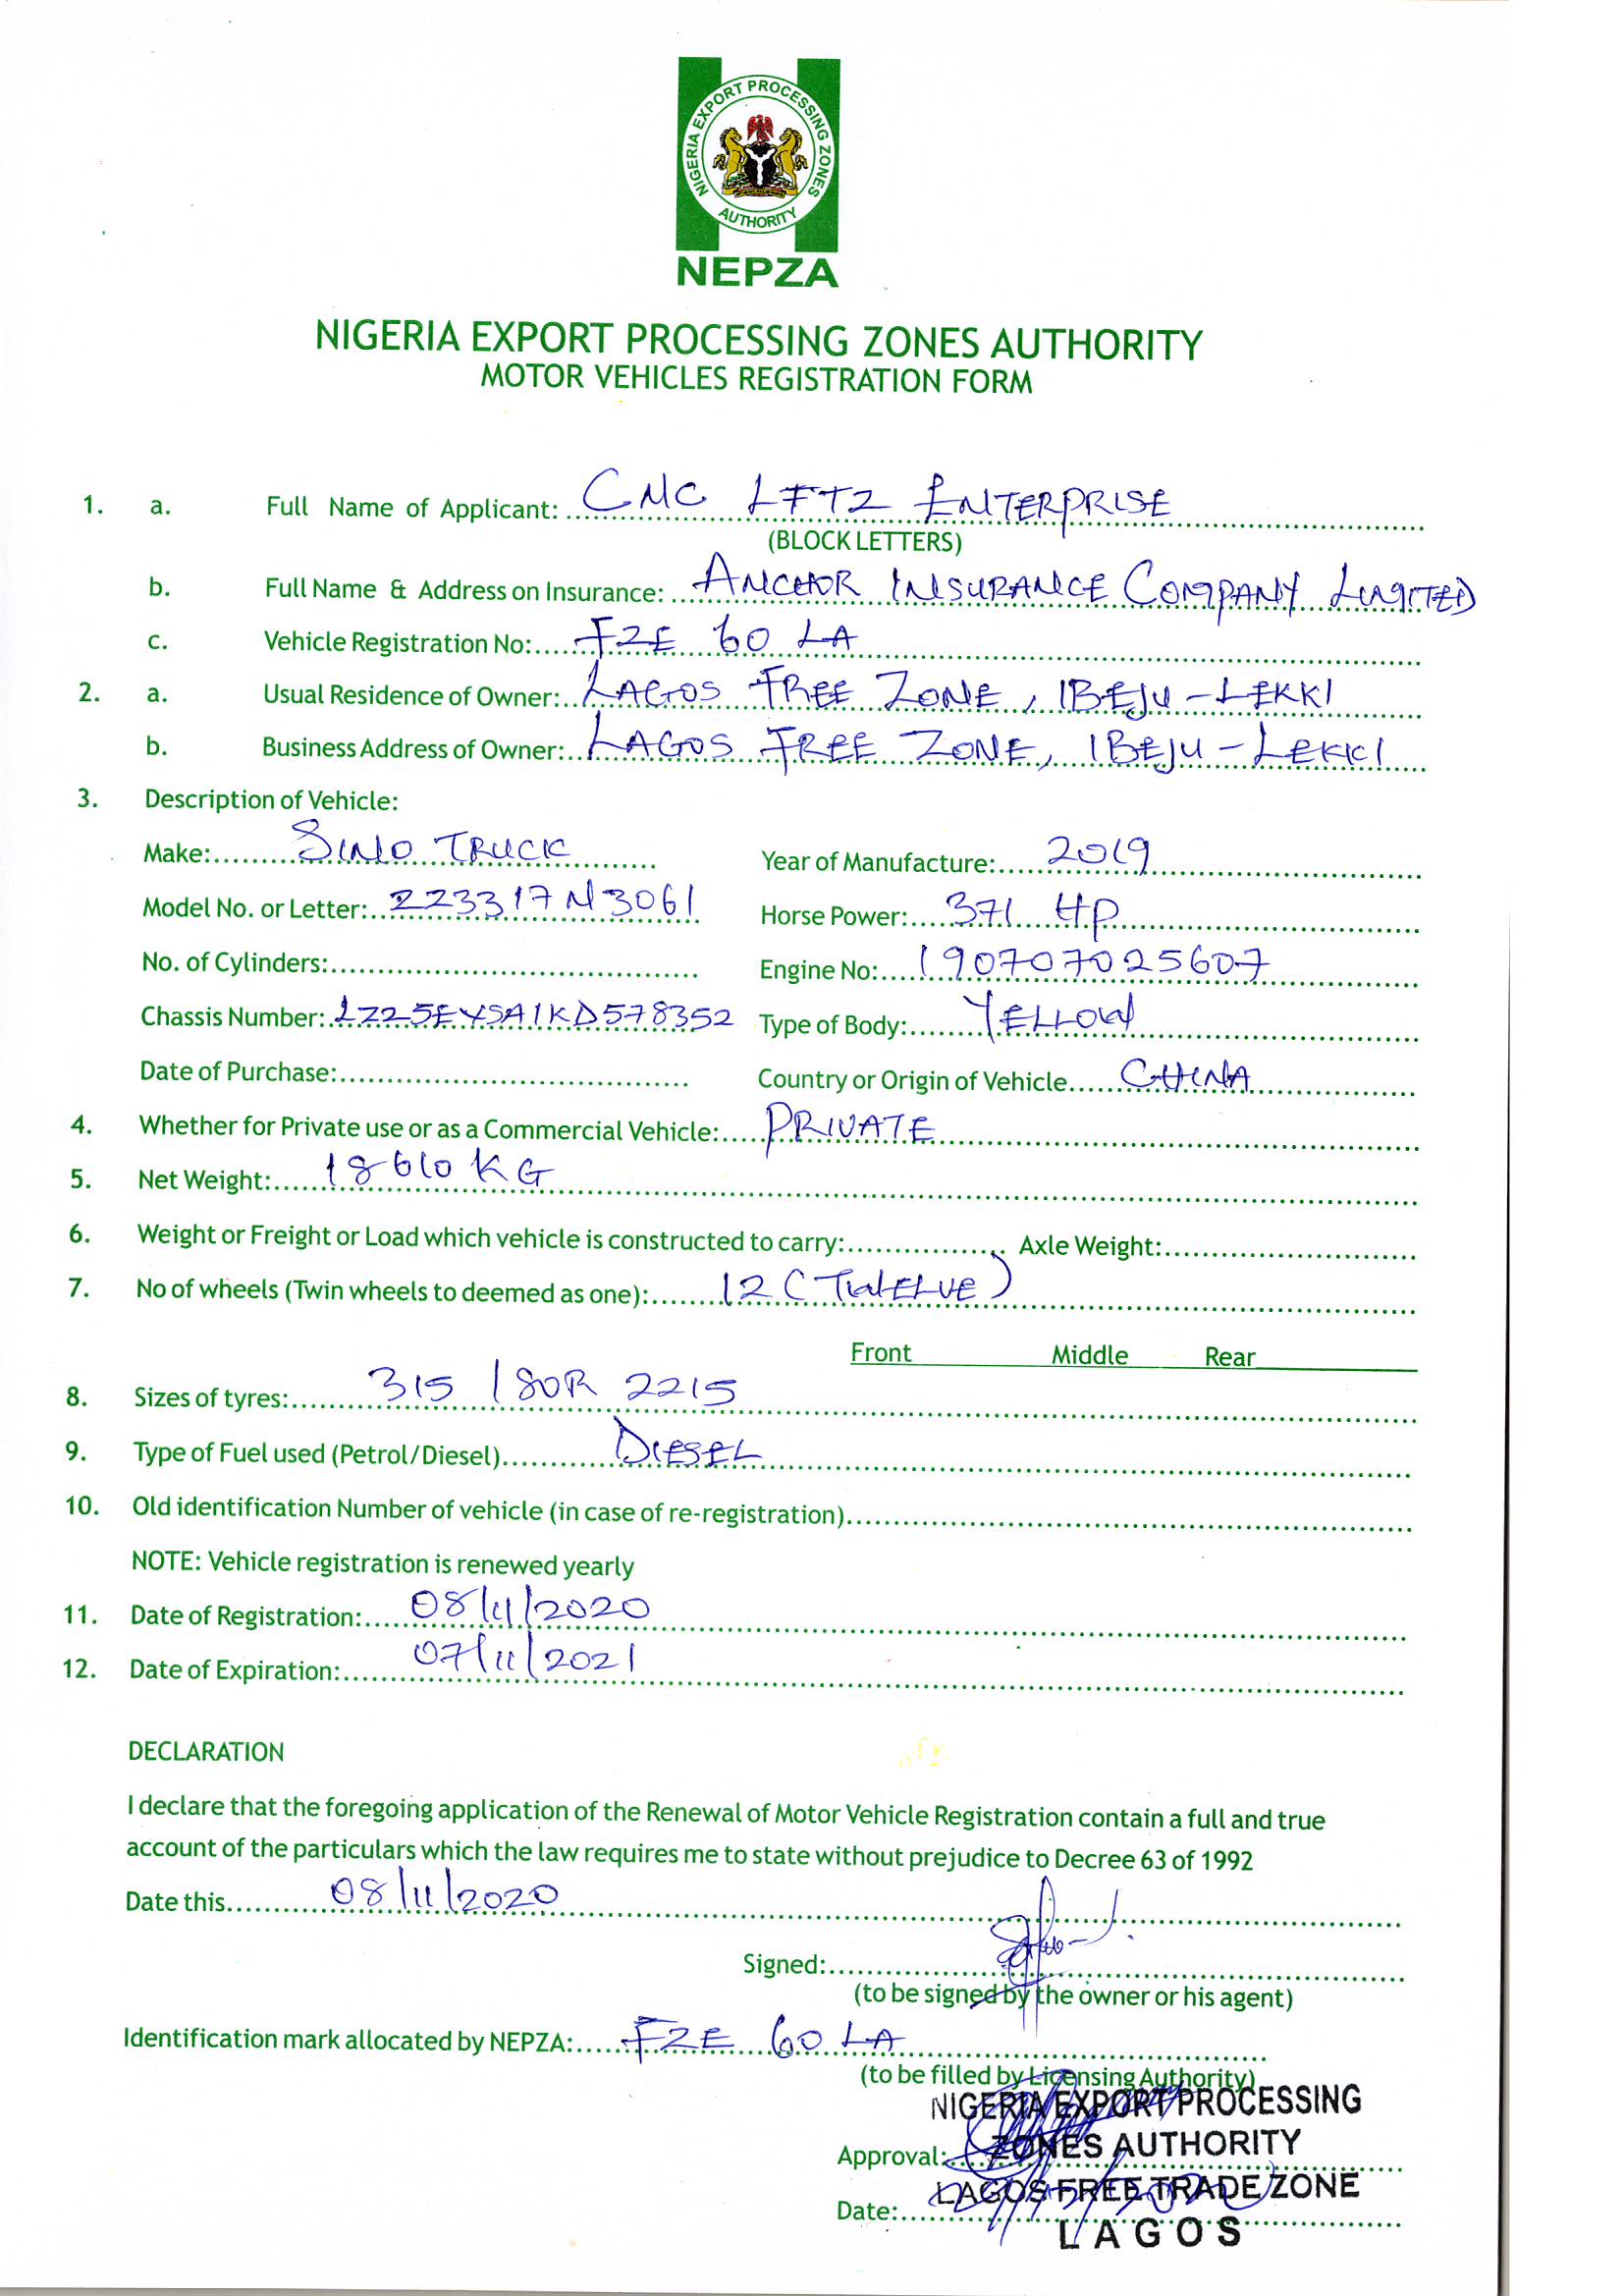 NIGERIA EXPORT PROCESSING ZONES
AUTHORITY
NEPZA
NIGERIA EXPORT PROCESSING ZONES AUTHORITY
MOTOR VEHICLES REGISTRATION FORM
1. a. Full Name of Applicant: CMC LFTZ ENTERPRISE
(BLOCK LETTERS)
b. Full Name & Address on Insurance: ANCHOR INSURANCE COMPANY LIMITED
c. Vehicle Registration No: FZE 60 LA
2. a. Usual Residence of Owner: LAGOS FREE ZONE, IBEJU-LEKKI
b. Business Address of Owner: LAGOS FREE ZONE, IBEJU-LEKKI
3. Description of Vehicle:
Make: SINO TRUCK Year of Manufacture: 2019
Model No. or Letter: ZZ3317N3061 Horse Power: 371 HP
No. of Cylinders: Engine No: 190707025607
Chassis Number: LZZ5EXSA1KD578352 Type of Body: YELLOW
Date of Purchase: Country or Origin of Vehicle CHINA
4. Whether for Private use or as a Commercial Vehicle: PRIVATE
5. Net Weight: 18610 KG
6. Weight or Freight or Load which vehicle is constructed to carry: Axle Weight:
7. No of wheels (Twin wheels to deemed as one): 12 (TWELVE)
Front Middle Rear
8. Sizes of tyres: 315/80R 2215
9. Type of Fuel used (Petrol/Diesel) DIESEL
10. Old identification Number of vehicle (in case of re-registration)
NOTE: Vehicle registration is renewed yearly
11. Date of Registration: 08/11/2020
12. Date of Expiration: 07/11/2021
DECLARATION
I declare that the foregoing application of the Renewal of Motor Vehicle Registration contain a full and true
account of the particulars which the law requires me to state without prejudice to Decree 63 of 1992
Date this 08/11/2020
Signed:
(to be signed by the owner or his agent)
Identification mark allocated by NEPZA: FZE 60 LA
(to be filled by Licensing Authority)
NIGERIA EXPORT PROCESSING
Approval: ZONES AUTHORITY
LAGOS FREE TRADE ZONE
Date:
LAGOS